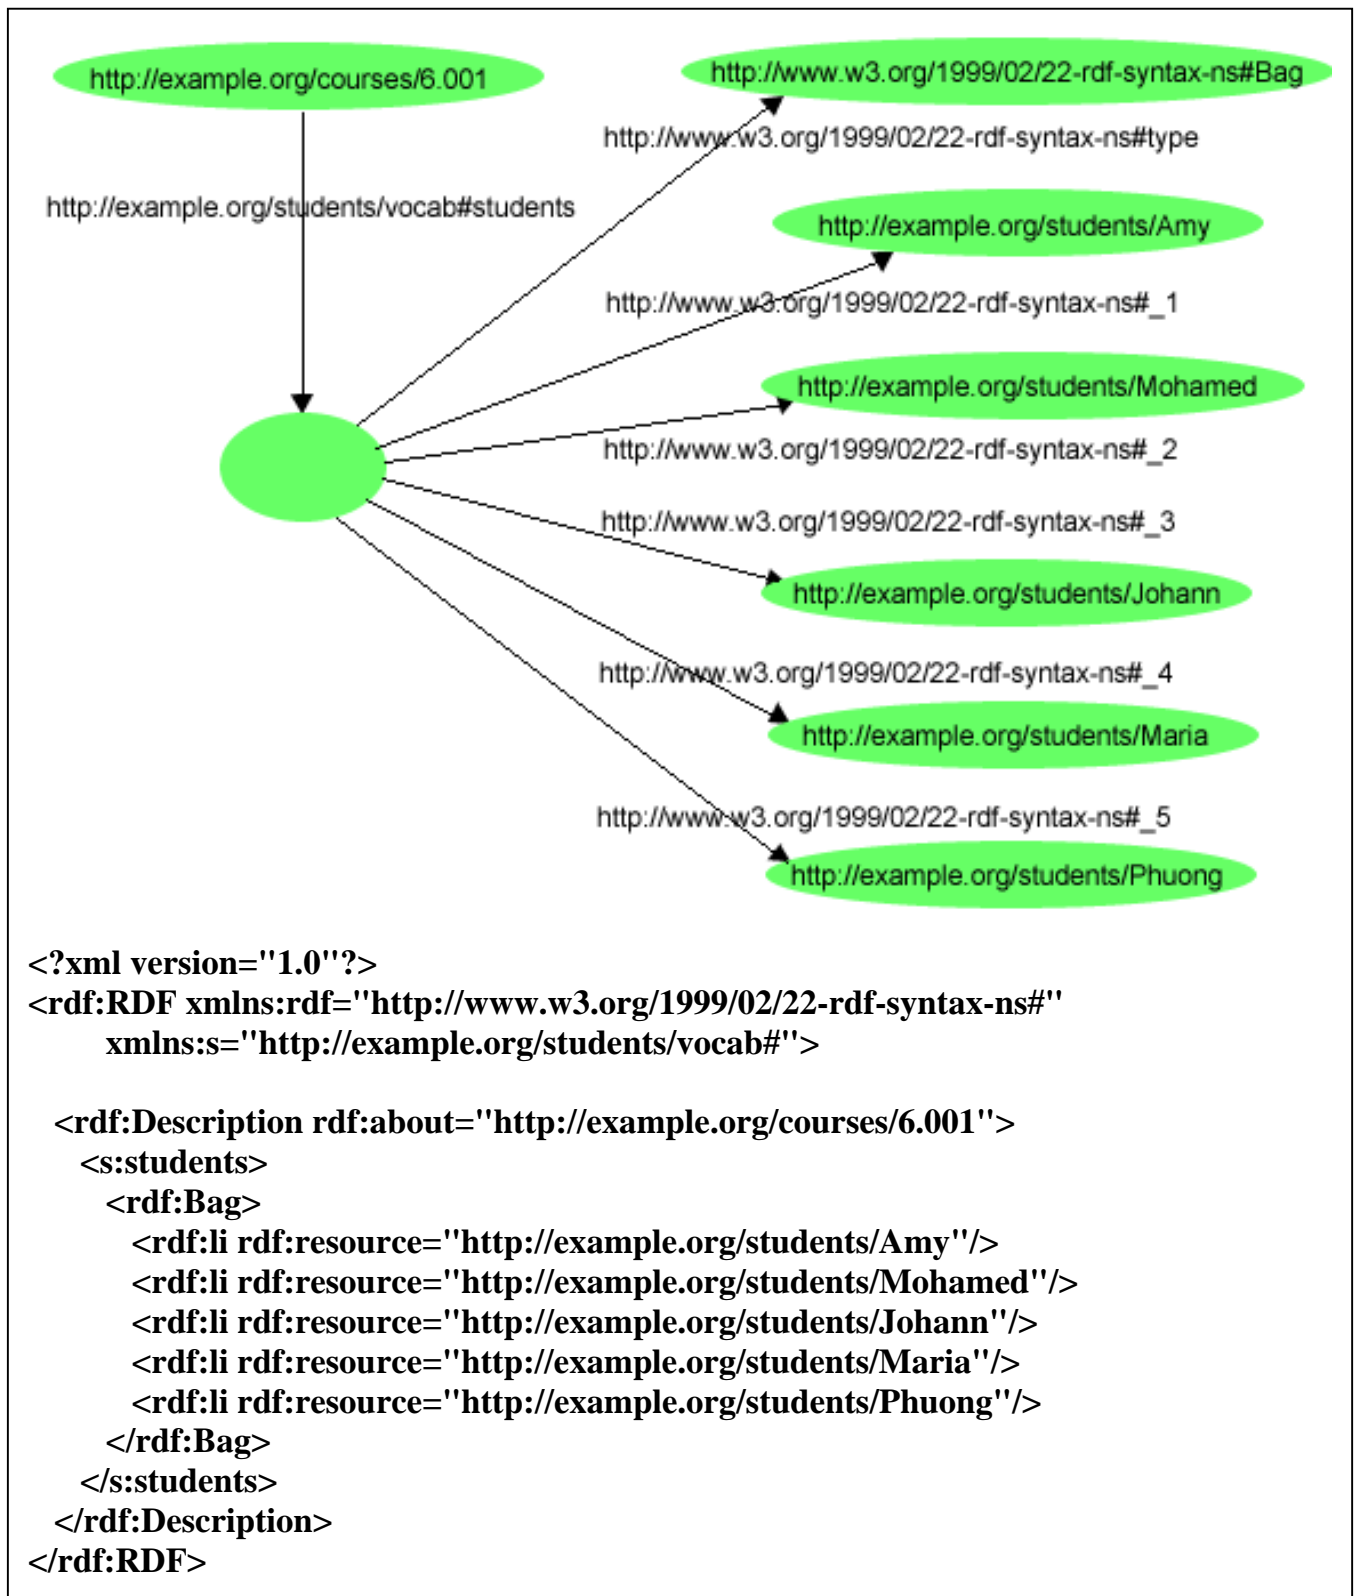 http://example.org/courses/6.001
http://www.w3.org/1999/02/22-rdf-syntax-ns#Bag
http://www.w3.org/1999/02/22-rdf-syntax-ns#type
http://example.org/students/vocab#students
http://example.org/students/Amy
http://www.w3.org/1999/02/22-rdf-syntax-ns#_1
http://example.org/students/Mohamed
http://www.w3.org/1999/02/22-rdf-syntax-ns#_2
http://www.w3.org/1999/02/22-rdf-syntax-ns#_3
http://example.org/students/Johann
http://www.w3.org/1999/02/22-rdf-syntax-ns#_4
http://example.org/students/Maria
http://www.w3.org/1999/02/22-rdf-syntax-ns#_5
http://example.org/students/Phuong
<?xml version="1.0"?>
<rdf:RDF xmlns:rdf="http://www.w3.org/1999/02/22-rdf-syntax-ns#"
xmlns:s="http://example.org/students/vocab#">
<rdf:Description rdf:about="http://example.org/courses/6.001">
<s:students>
<rdf:Bag>
<rdf:li rdf:resource="http://example.org/students/Amy"/>
<rdf:li rdf:resource="http://example.org/students/Mohamed"/>
<rdf:li rdf:resource="http://example.org/students/Johann"/>
<rdf:li rdf:resource="http://example.org/students/Maria"/>
<rdf:li rdf:resource="http://example.org/students/Phuong"/>
</rdf:Bag>
</s:students>
</rdf:Description>
</rdf:RDF>